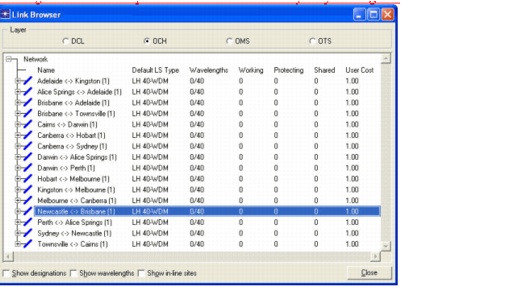 Link Browser
Layer
DCL OCH OMS OTS
Network
Name Default LS Type Wavelengths Working Protecting Shared User Cost
Adelaide <-> Kingston (1) LH 40-WDM 0/40 0 0 0 1.00
Alice Springs <-> Adelaide (1) LH 40-WDM 0/40 0 0 0 1.00
Brisbane <-> Adelaide (1) LH 40-WDM 0/40 0 0 0 1.00
Brisbane <-> Townsville (1) LH 40-WDM 0/40 0 0 0 1.00
Cairns <-> Darwin (1) LH 40-WDM 0/40 0 0 0 1.00
Canberra <-> Hobart (1) LH 40-WDM 0/40 0 0 0 1.00
Canberra <-> Sydney (1) LH 40-WDM 0/40 0 0 0 1.00
Darwin <-> Alice Springs (1) LH 40-WDM 0/40 0 0 0 1.00
Darwin <-> Perth (1) LH 40-WDM 0/40 0 0 0 1.00
Hobart <-> Melbourne (1) LH 40-WDM 0/40 0 0 0 1.00
Kingston <-> Melbourne (1) LH 40-WDM 0/40 0 0 0 1.00
Melbourne <-> Canberra (1) LH 40-WDM 0/40 0 0 0 1.00
Newcastle <-> Brisbane (1) LH 40-WDM 0/40 0 0 0 1.00
Perth <-> Alice Springs (1) LH 40-WDM 0/40 0 0 0 1.00
Sydney <-> Newcastle (1) LH 40-WDM 0/40 0 0 0 1.00
Townsville <-> Cairns (1) LH 40-WDM 0/40 0 0 0 1.00
Show designations Show wavelengths Show in-line sites Close